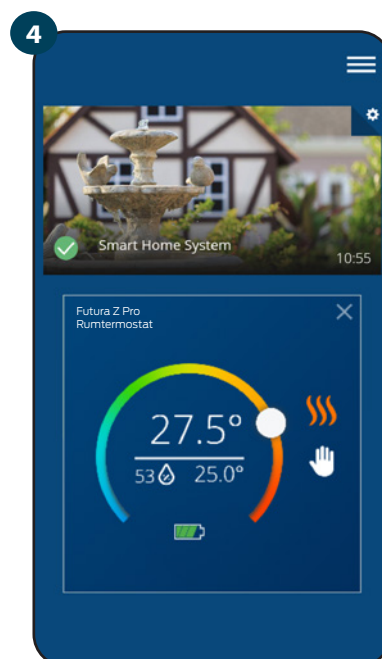 4
Smart Home System
10:55
Futura Z Pro
Rumtermostat
27.5°
53 25.0°